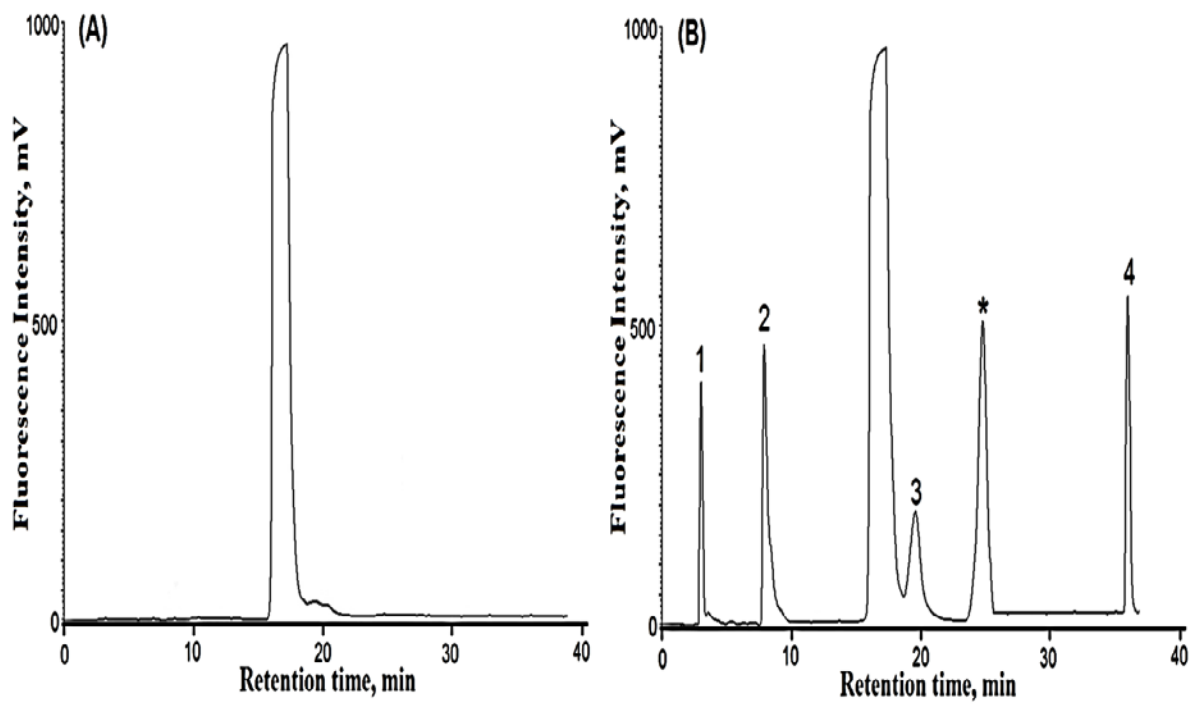 (A)
1000
500
0
0 10 20 30 40
Fluorescence Intensity, mV
Retention time, min
(B)
1000
500
0
0 10 20 30 40
Fluorescence Intensity, mV
Retention time, min
1
2
3
*
4